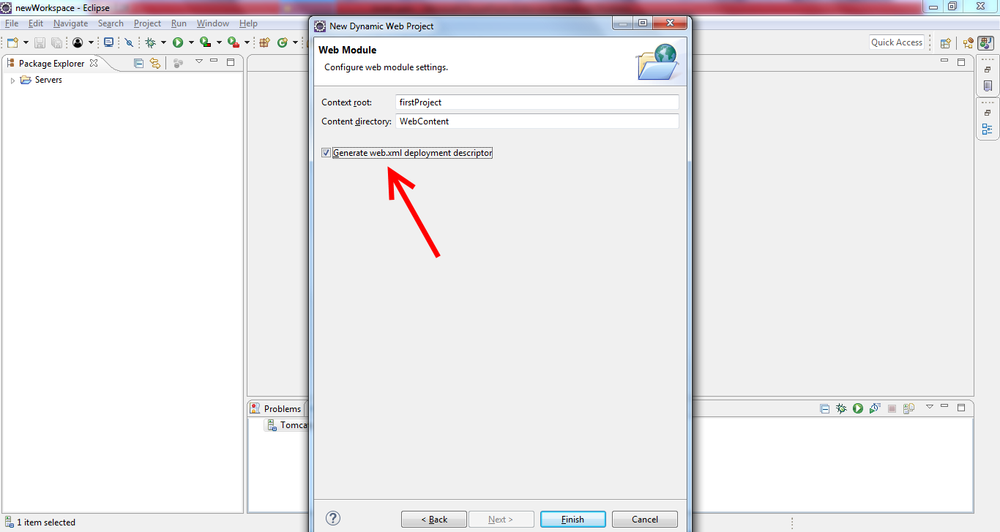 newWorkspace - Eclipse
File Edit Navigate Search Project Run Window Help
Quick Access
Package Explorer
Servers
New Dynamic Web Project
Web Module
Configure web module settings.
Context root: firstProject
Content directory: WebContent
Generate web.xml deployment descriptor
Problems
Tomca
? < Back Next > Finish Cancel
1 item selected